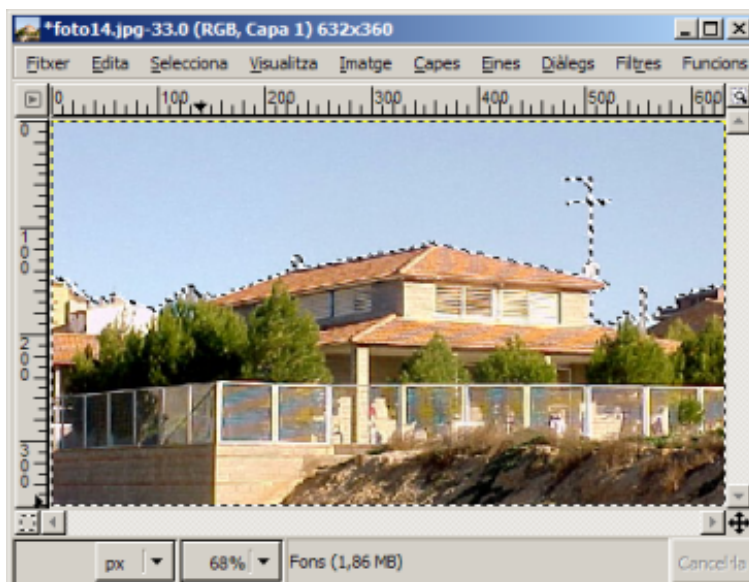 *foto14.jpg-33.0 (RGB, Capa 1) 632x360
Fitxer Edita Selecciona Visualitza Imatge Capes Eines Diàlegs Filtres Funcions
0 100 200 300 400 500 600
0
100
200
300
px 68% Fons (1,86 MB) Cancel·la